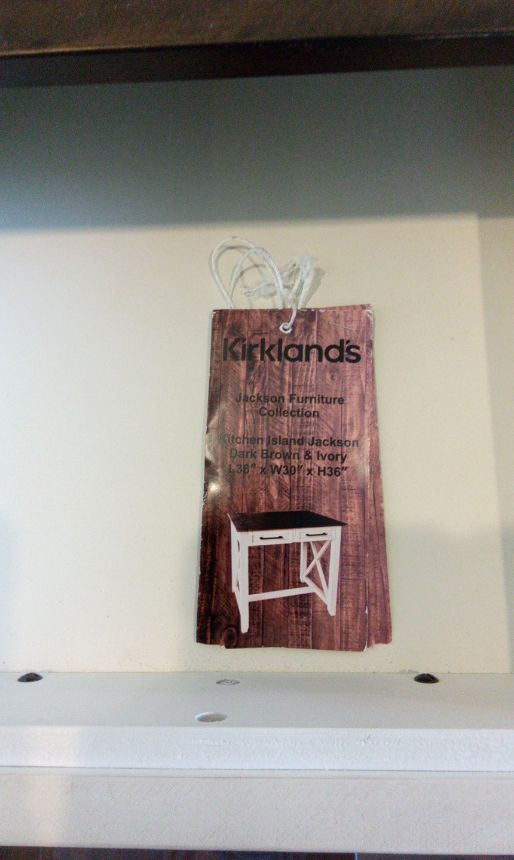 Kirkland's
Jackson Furniture
Collection
Kitchen Island Jackson
Dark Brown & Ivory
L36" x W30" x H36"